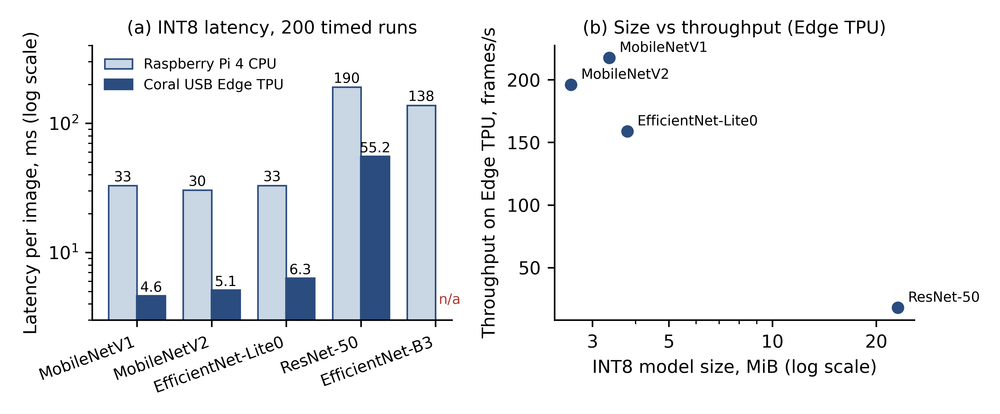 (a) INT8 latency, 200 timed runs
Latency per image, ms (log scale)
10²
10¹
Raspberry Pi 4 CPU
Coral USB Edge TPU
33
4.6
30
5.1
33
6.3
190
55.2
138
n/a
MobileNetV1
MobileNetV2
EfficientNet-Lite0
ResNet-50
EfficientNet-B3
(b) Size vs throughput (Edge TPU)
Throughput on Edge TPU, frames/s
200
150
100
50
MobileNetV1
MobileNetV2
EfficientNet-Lite0
ResNet-50
3
5
10
20
INT8 model size, MiB (log scale)